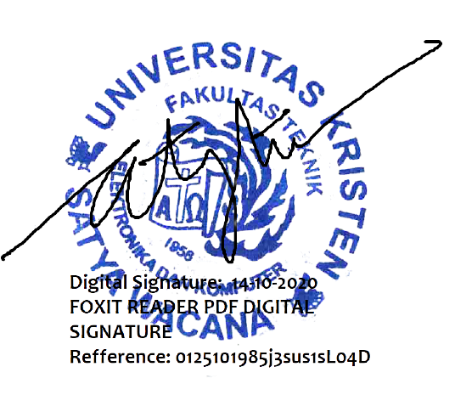 UNIVERSITAS KRISTEN
SATYA WACANA
FAKULTAS TEKNIK
ELEKTRONIKA DAN KOMPUTER
A Ω
1956
Digital Signature: 14-10-2020
FOXIT READER PDF DIGITAL
SIGNATURE
Refference: 0125101985j3sus1sL04D